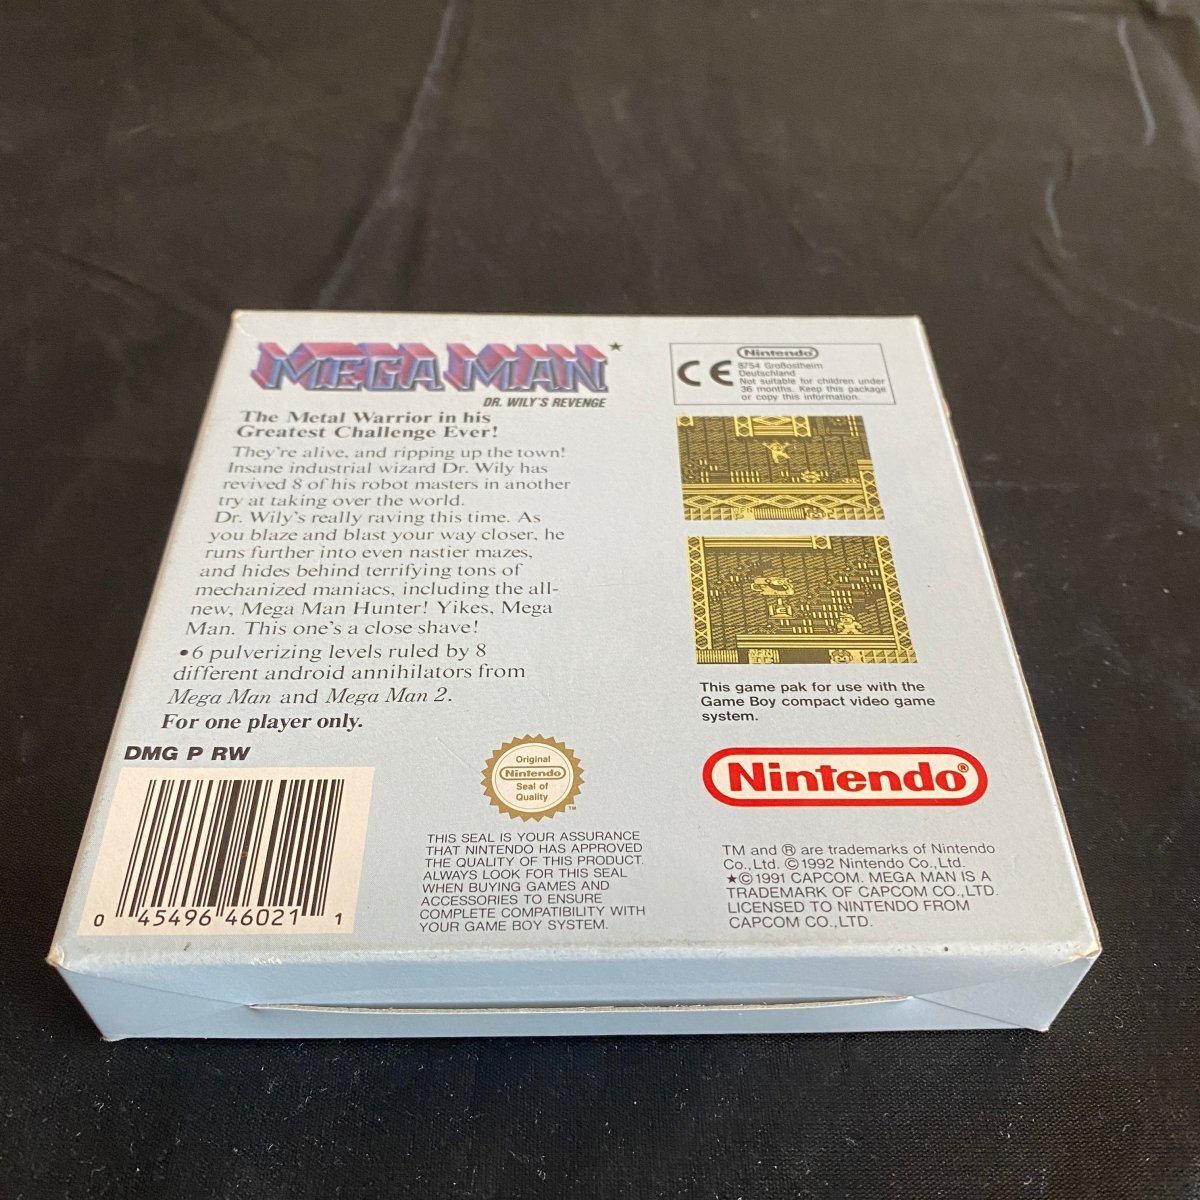 MEGA MAN★
DR. WILY'S REVENGE
The Metal Warrior in his
Greatest Challenge Ever!
They're alive, and ripping up the town!
Insane industrial wizard Dr. Wily has
revived 8 of his robot masters in another
try at taking over the world.
Dr. Wily's really raving this time. As
you blaze and blast your way closer, he
runs further into even nastier mazes,
and hides behind terrifying tons of
mechanized maniacs, including the all-
new, Mega Man Hunter! Yikes, Mega
Man. This one's a close shave!
•6 pulverizing levels ruled by 8
different android annihilators from
Mega Man and Mega Man 2.
For one player only.
DMG P RW
0 45496 46021 1
Original
Nintendo
Seal of
Quality
TM
THIS SEAL IS YOUR ASSURANCE
THAT NINTENDO HAS APPROVED
THE QUALITY OF THIS PRODUCT.
ALWAYS LOOK FOR THIS SEAL
WHEN BUYING GAMES AND
ACCESSORIES TO ENSURE
COMPLETE COMPATIBILITY WITH
YOUR GAME BOY SYSTEM.
CE
Nintendo
8754 Großostheim
Deutschland
Not suitable for children under
36 months. Keep this package
or copy this information.
This game pak for use with the
Game Boy compact video game
system.
Nintendo®
TM and ® are trademarks of Nintendo
Co., Ltd. ©1992 Nintendo Co., Ltd.
★©1991 CAPCOM. MEGA MAN IS A
TRADEMARK OF CAPCOM CO.,LTD.
LICENSED TO NINTENDO FROM
CAPCOM CO.,LTD.